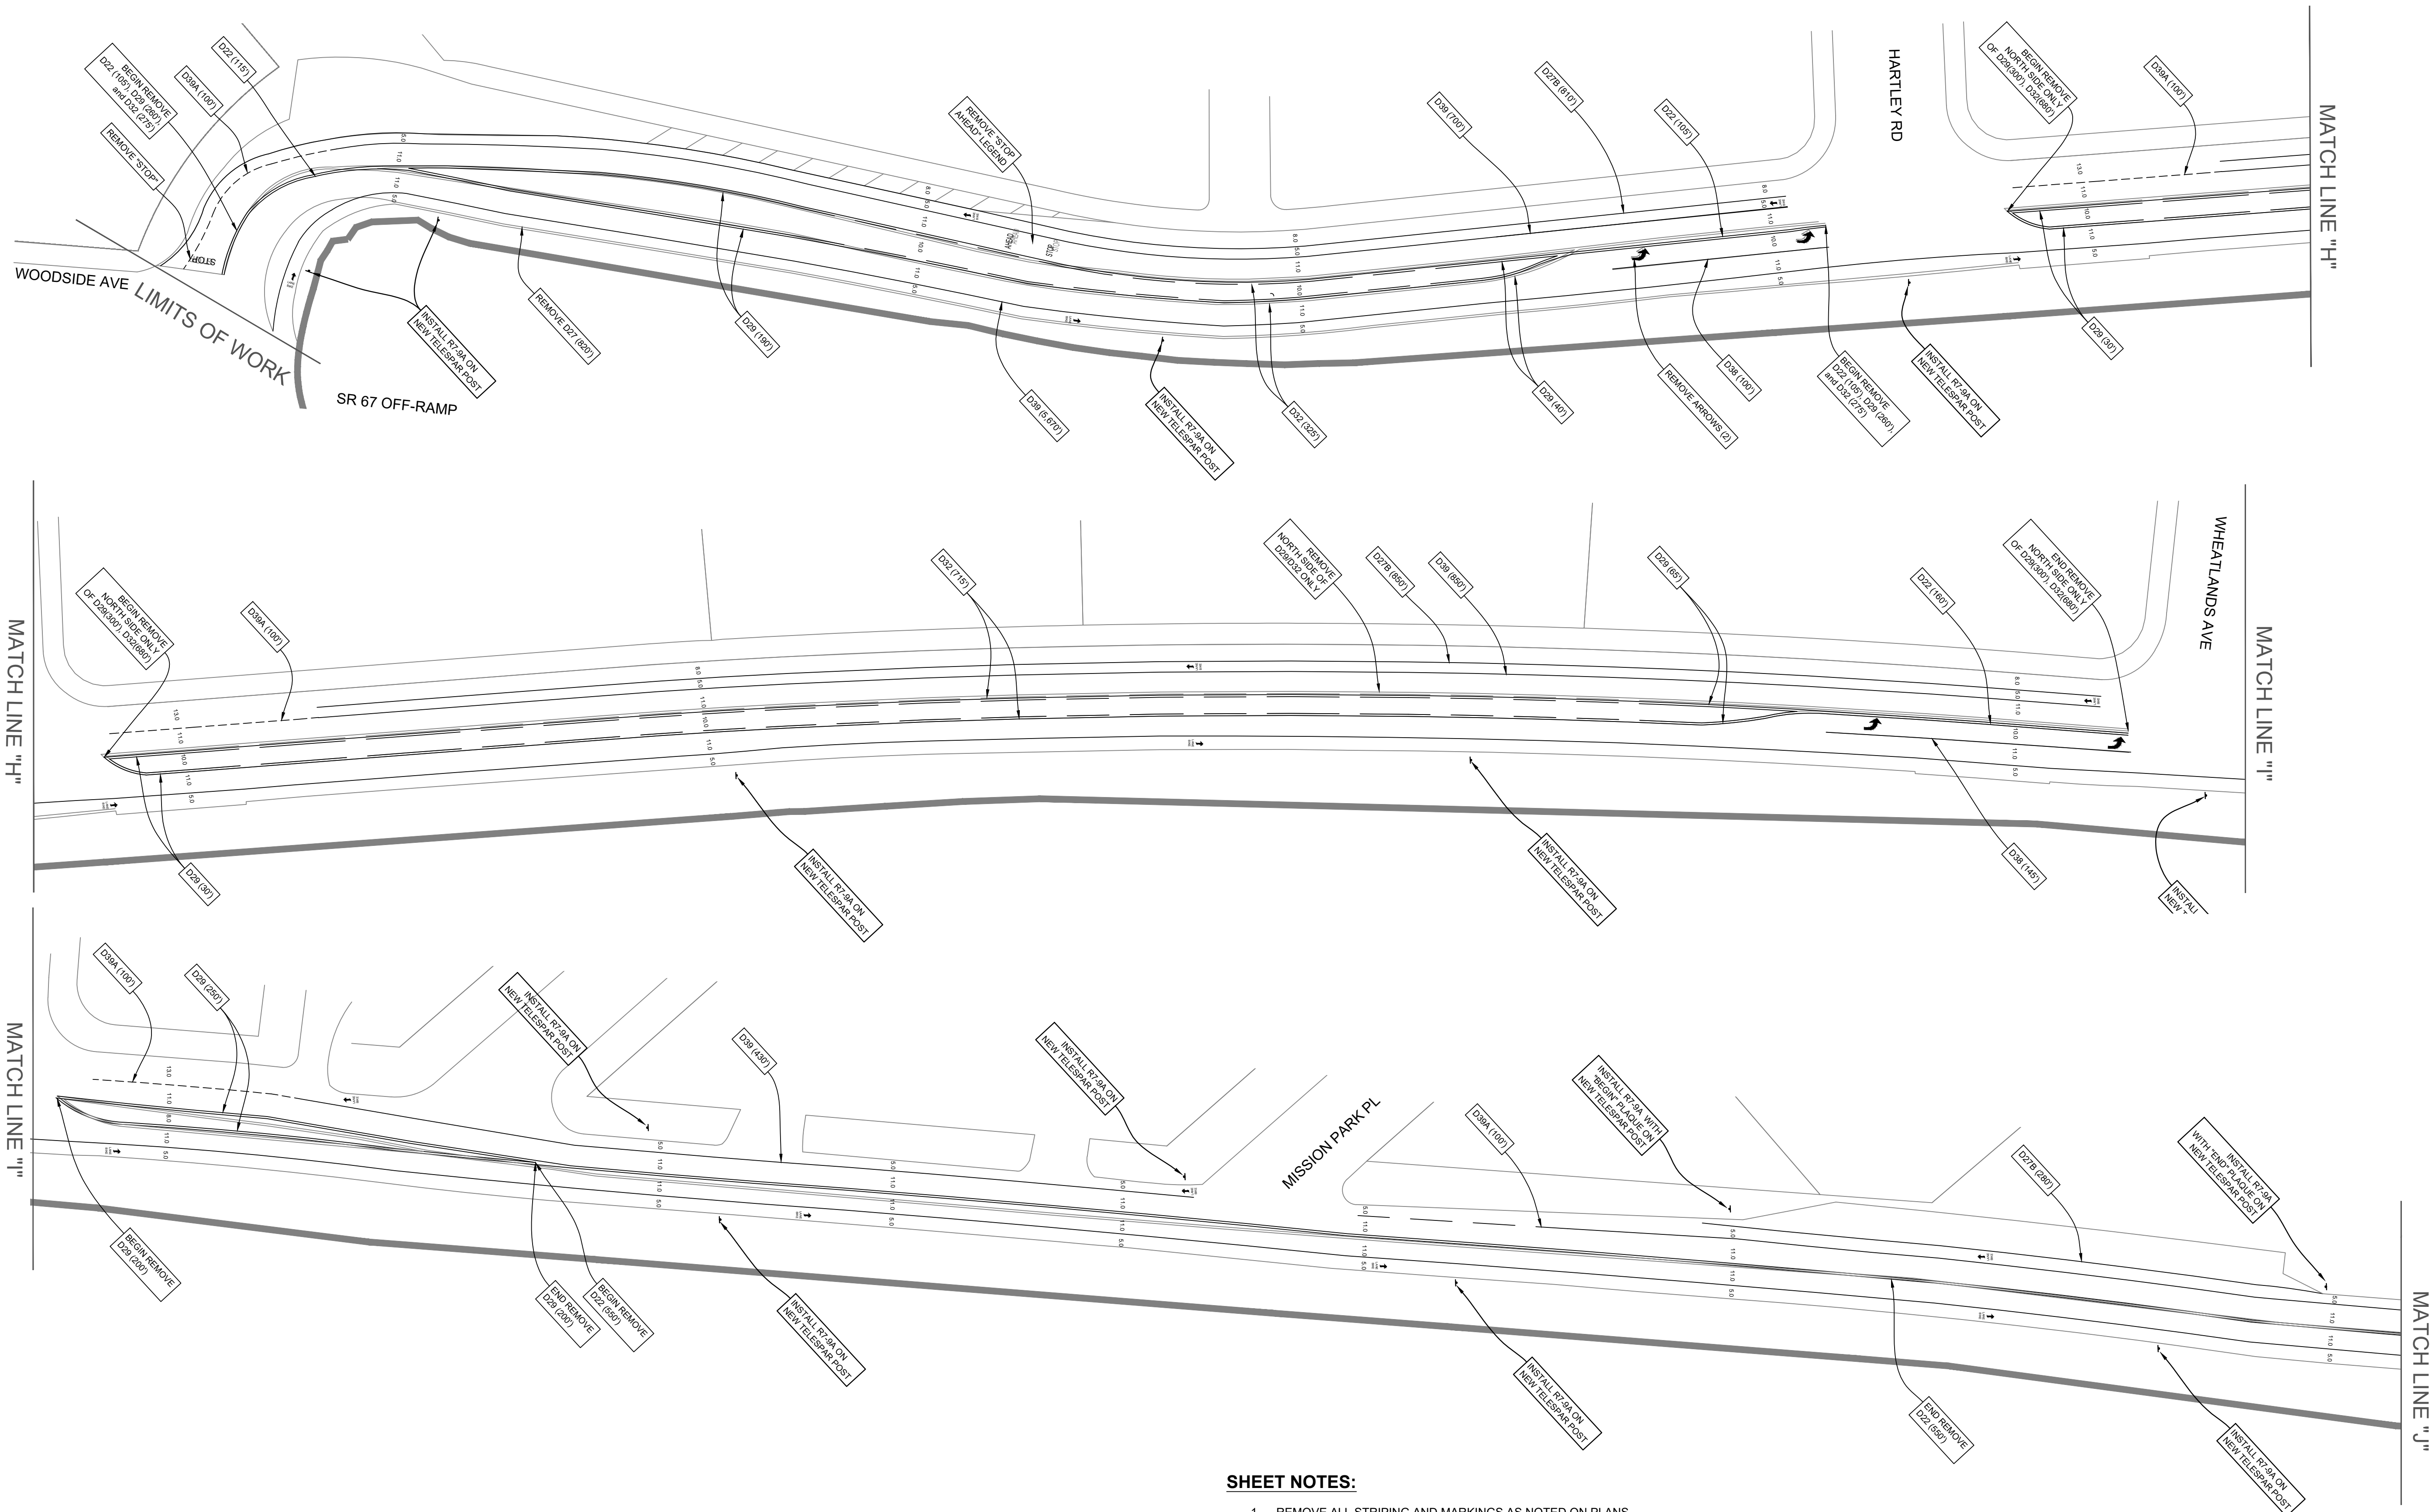 D22 (115')
D39A (100')
BEGIN REMOVE
D22 (105'), D29 (260'),
and D32 (275')
REMOVE "STOP"
STOP
WOODSIDE AVE
LIMITS OF WORK
SR 67 OFF-RAMP
INSTALL R7-9A ON
NEW TELESPAR POST
REMOVE D27 (820')
D29 (190')
REMOVE "STOP
AHEAD" LEGEND
AHEAD
STOP
D39 (5,670')
INSTALL R7-9A ON
NEW TELESPAR POST
D32 (325')
D29 (40')
D39 (700')
D27B (810')
D22 (105')
REMOVE ARROWS (2)
D38 (100')
BEGIN REMOVE
D22 (105'), D29 (260'),
and D32 (275')
HARTLEY RD
INSTALL R7-9A ON
NEW TELESPAR POST
BEGIN REMOVE
NORTH SIDE ONLY
OF D29(300'), D32(680')
D39A (100')
D29 (30')
MATCH LINE "H"
MATCH LINE "H"
BEGIN REMOVE
NORTH SIDE ONLY
OF D29(300'), D32(680')
D39A (100')
D29 (30')
D32 (715')
INSTALL R7-9A ON
NEW TELESPAR POST
REMOVE
NORTH SIDE OF
D29/D32 ONLY
D27B (850')
D39 (850')
INSTALL R7-9A ON
NEW TELESPAR POST
D29 (65')
D22 (160')
END REMOVE
NORTH SIDE ONLY
OF D29(300'), D32(680')
D38 (145')
WHEATLANDS AVE
MATCH LINE "I"
MATCH LINE "I"
D39A (100')
D29 (250')
BEGIN REMOVE
D29 (200')
INSTALL R7-9A ON
NEW TELESPAR POST
D39 (430')
END REMOVE
D29 (200')
BEGIN REMOVE
D22 (550')
INSTALL R7-9A ON
NEW TELESPAR POST
INSTALL R7-9A ON
NEW TELESPAR POST
MISSION PARK PL
D39A (100')
INSTALL R7-9A WITH
"BEGIN" PLAQUE ON
NEW TELESPAR POST
INSTALL R7-9A ON
NEW TELESPAR POST
D27B (280')
END REMOVE
D22 (550')
INSTALL R7-9A
WITH "END" PLAQUE ON
NEW TELESPAR POST
INSTALL R7-9A ON
NEW TELESPAR POST
MATCH LINE "J"
SHEET NOTES:
1. REMOVE ALL STRIPING AND MARKINGS AS NOTED ON PLANS